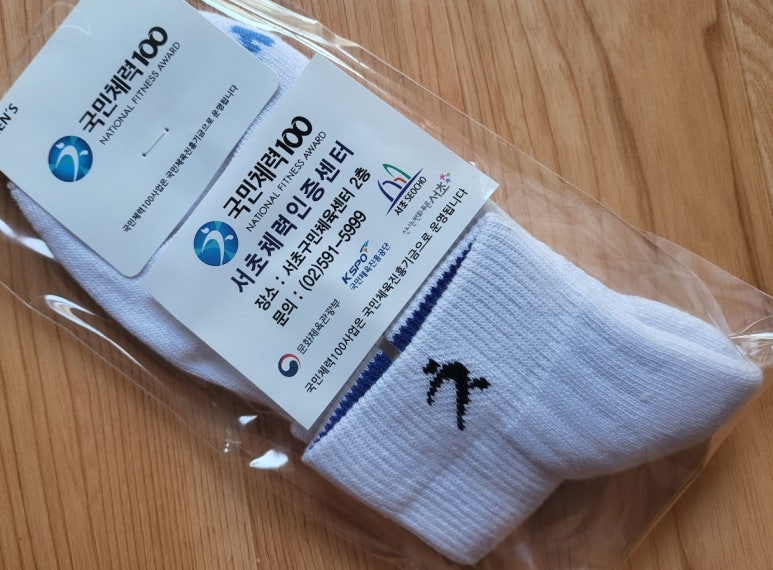 EN'S
국민체력100
NATIONAL FITNESS AWARD
국민체력100사업은 국민체육진흥기금으로 운영됩니다
국민체력100
NATIONAL FITNESS AWARD
서초체력인증센터
장소 : 서초구민체육센터 2층
문의 : (02)591-5999
문화체육관광부
KSPO
국민체육진흥공단
서초 SEOCHO
서초
국민체력100사업은 국민체육진흥기금으로 운영됩니다